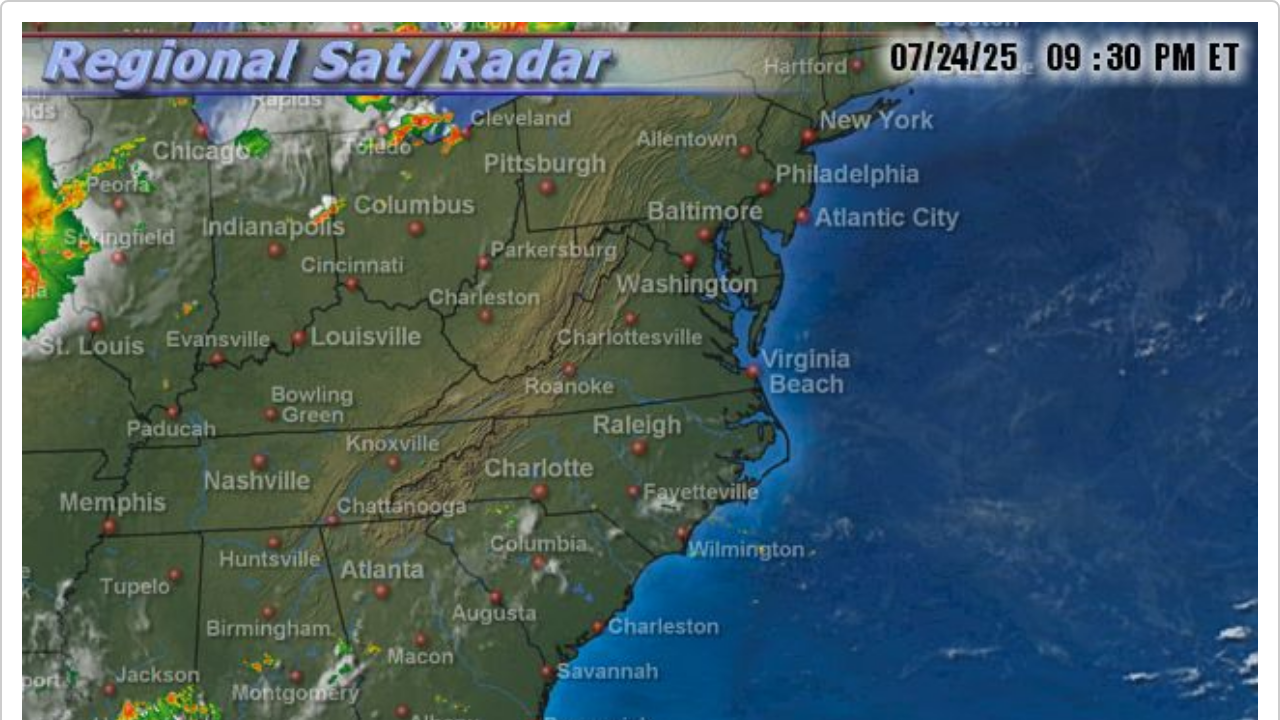 Regional Sat/Radar
07/24/25 09 :30 PM ET
Hartford
Rapids
Cleveland
New York
Allentown
Chicago
Toledo
Pittsburgh
Philadelphia
Peoria
Columbus
Baltimore
Atlantic City
Indianapolis
Springfield
Parkersburg
Cincinnati
Washington
Charleston
Evansville
Louisville
Charlottesville
St. Louis
Virginia
Beach
Roanoke
Bowling
Green
Paducah
Raleigh
Knoxville
Charlotte
Nashville
Memphis
Chattanooga
Fayetteville
Columbia
Wilmington
Huntsville
Atlanta
Tupelo
Augusta
Birmingham
Charleston
Macon
Jackson
Savannah
Montgomery